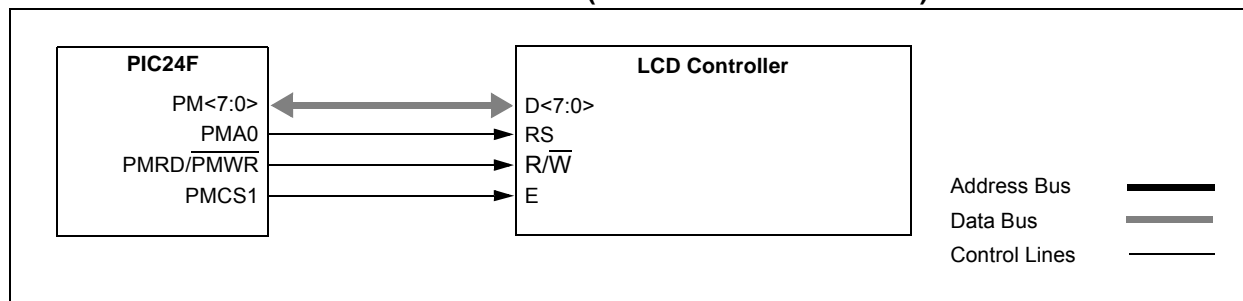 PIC24F
PM<7:0>
PMA0
PMRD/PMWR
PMCS1
LCD Controller
D<7:0>
RS
R/W
E
Address Bus
Data Bus
Control Lines